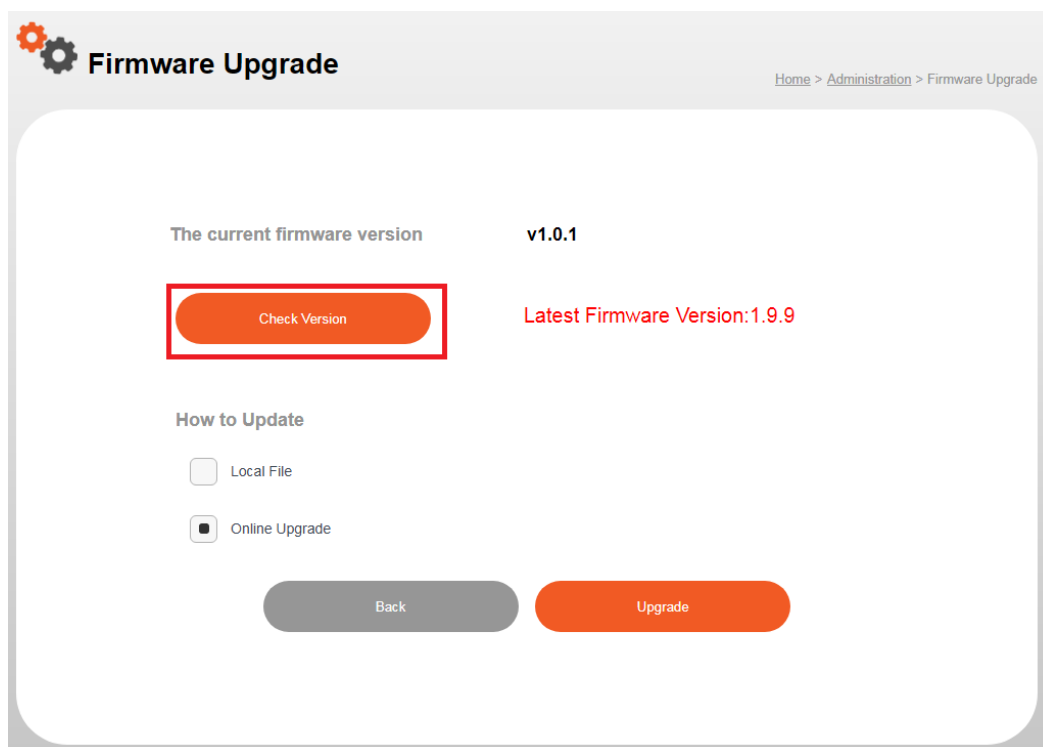 Firmware Upgrade
Home > Administration > Firmware Upgrade
The current firmware version v1.0.1
Check Version Latest Firmware Version:1.9.9
How to Update
Local File
Online Upgrade
Back Upgrade